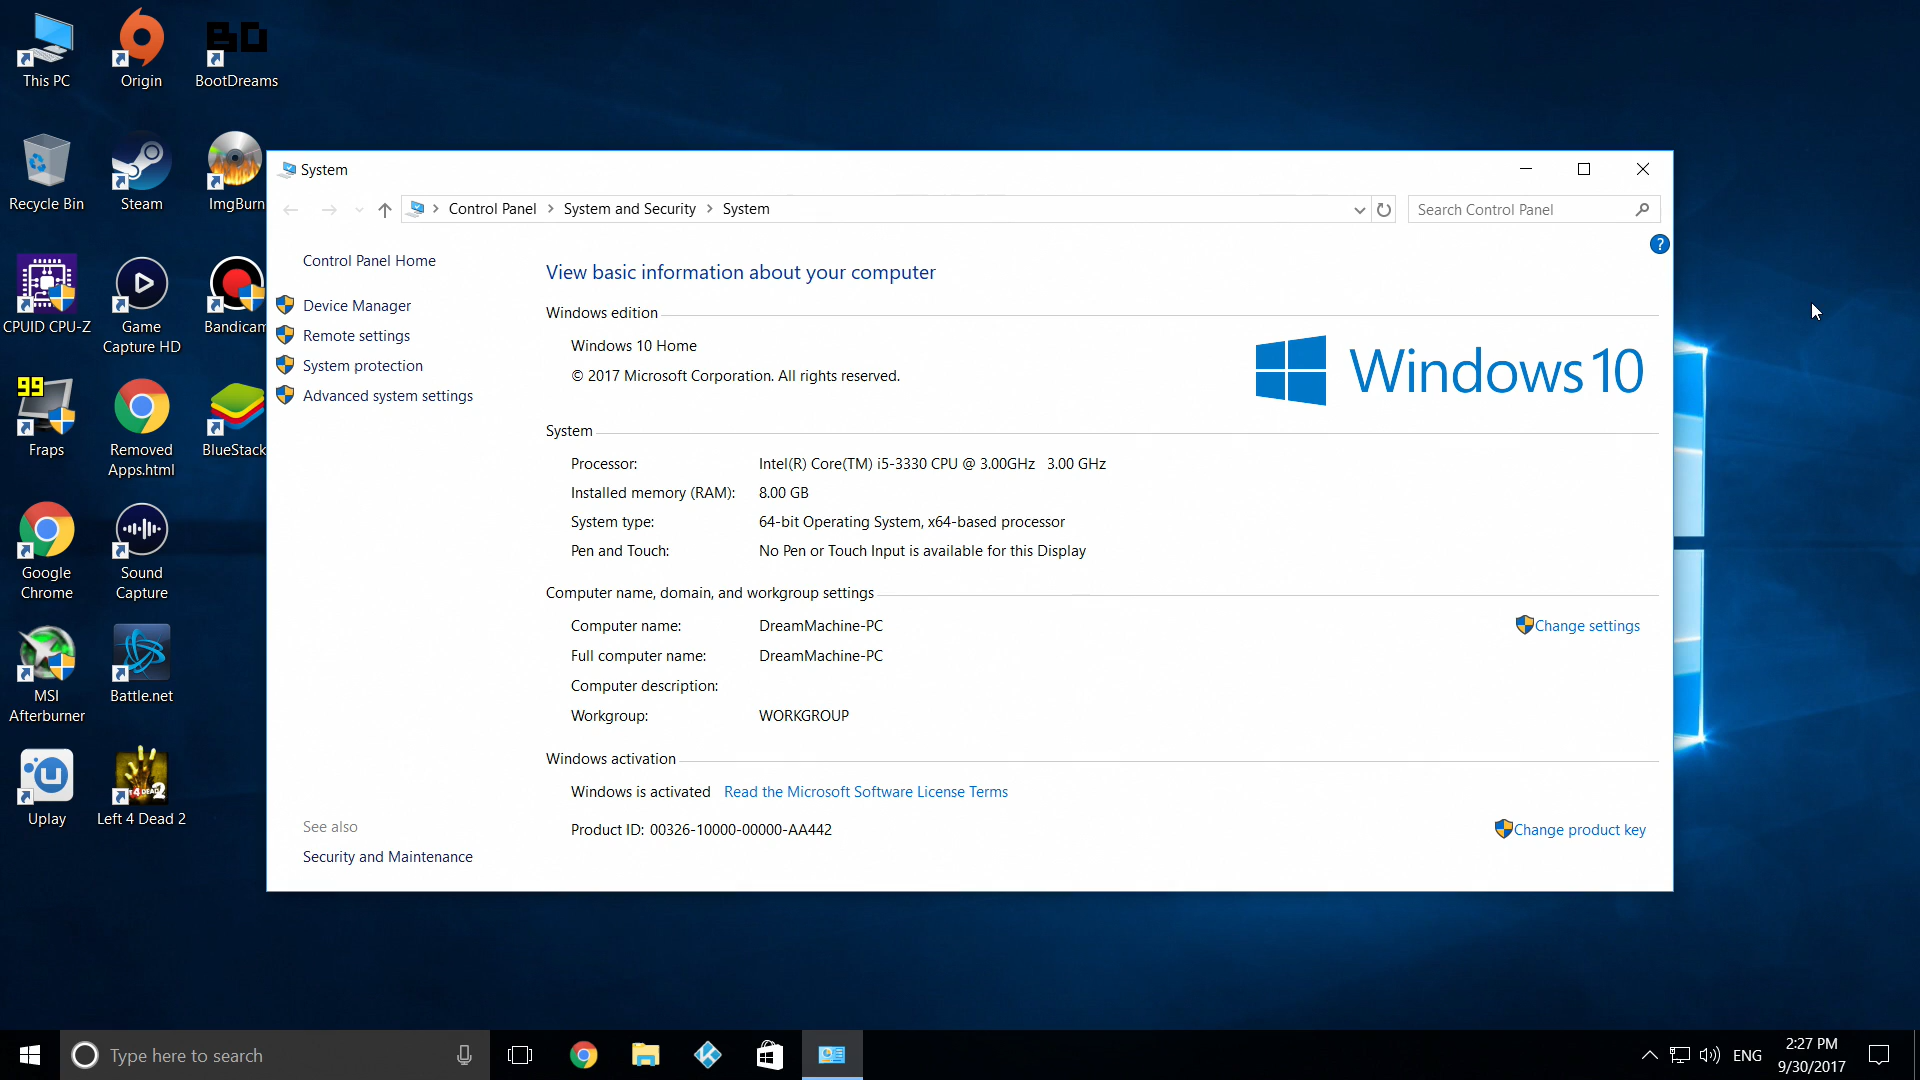 This PC
Origin
BootDreams
Recycle Bin
Steam
ImgBurn
CPUID CPU-Z
Game
Capture HD
Bandicam
99
Fraps
Removed
Apps.html
BlueStack
Google
Chrome
Sound
Capture
MSI
Afterburner
Battle.net
Uplay
Left 4 Dead 2
System
Control Panel > System and Security > System
Search Control Panel
?
Control Panel Home
Device Manager
Remote settings
System protection
Advanced system settings
See also
Security and Maintenance
View basic information about your computer
Windows edition
Windows 10 Home
© 2017 Microsoft Corporation. All rights reserved.
Windows 10
System
Processor: Intel(R) Core(TM) i5-3330 CPU @ 3.00GHz 3.00 GHz
Installed memory (RAM): 8.00 GB
System type: 64-bit Operating System, x64-based processor
Pen and Touch: No Pen or Touch Input is available for this Display
Computer name, domain, and workgroup settings
Computer name: DreamMachine-PC
Change settings
Full computer name: DreamMachine-PC
Computer description:
Workgroup: WORKGROUP
Windows activation
Windows is activated Read the Microsoft Software License Terms
Product ID: 00326-10000-00000-AA442
Change product key
Type here to search
ENG
2:27 PM
9/30/2017